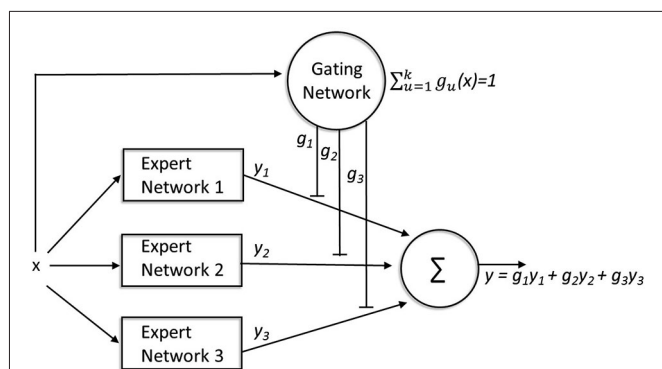 Gating
Network
∑ᵏᵤ₌₁ gᵤ(x)=1
g₁
g₂
g₃
Expert
Network 1
y₁
x
Expert
Network 2
y₂
∑
y = g₁y₁ + g₂y₂ + g₃y₃
Expert
Network 3
y₃